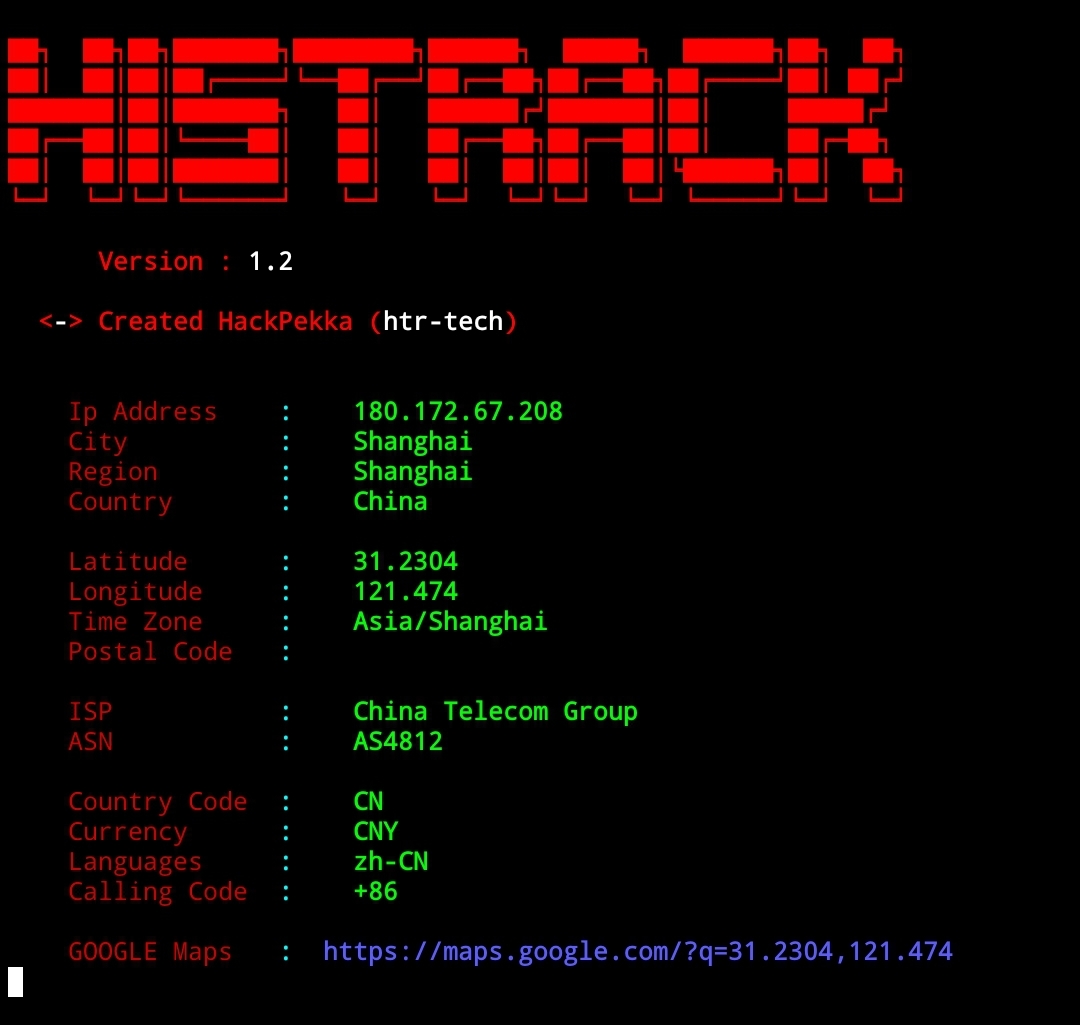 HISTRACK
Version : 1.2
<-> Created HackPekka (htr-tech)
Ip Address : 180.172.67.208
City : Shanghai
Region : Shanghai
Country : China
Latitude : 31.2304
Longitude : 121.474
Time Zone : Asia/Shanghai
Postal Code :
ISP : China Telecom Group
ASN : AS4812
Country Code : CN
Currency : CNY
Languages : zh-CN
Calling Code : +86
GOOGLE Maps : https://maps.google.com/?q=31.2304,121.474